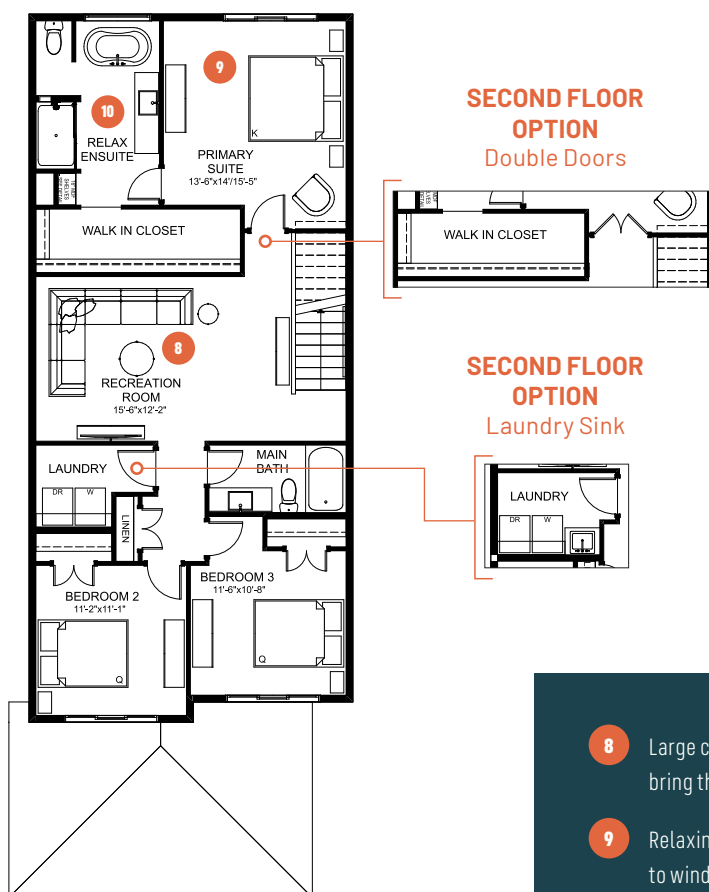 10
RELAX
ENSUITE
9
K
PRIMARY
SUITE
13'-6"x14'/15'-5"
WALK IN CLOSET
8
RECREATION
ROOM
15'-6"x12'-2"
LAUNDRY
DR
W
MAIN
BATH
LINEN
BEDROOM 2
11'-2"x11'-1"
Q
BEDROOM 3
11'-6"x10'-8"
Q
SECOND FLOOR
OPTION
Double Doors
WALK IN CLOSET
SECOND FLOOR
OPTION
Laundry Sink
LAUNDRY
DR
W
8 Large c
bring th
9 Relaxin
to wind